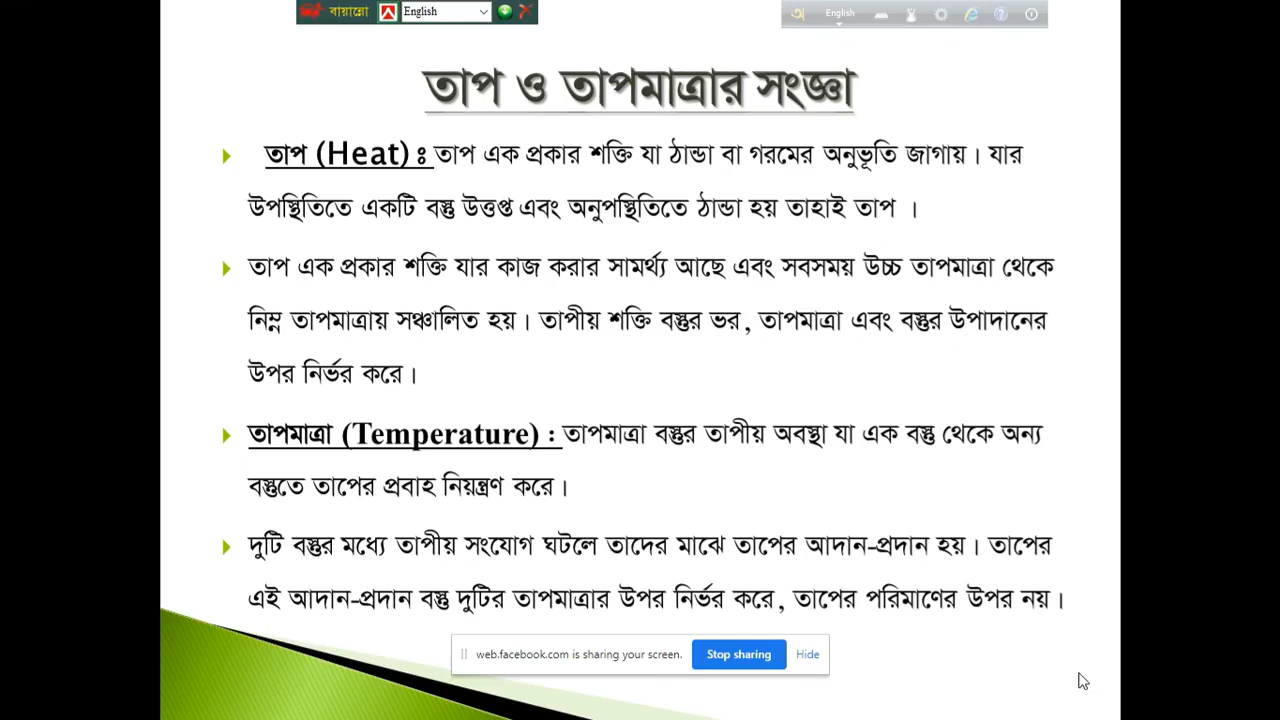 বায়ান্নো English
অ English
তাপ ও তাপমাত্রার সংজ্ঞা
তাপ (Heat) ঃ তাপ এক প্রকার শক্তি যা ঠান্ডা বা গরমের অনুভূতি জাগায়। যার
উপস্থিতিতে একটি বস্তু উত্তপ্ত এবং অনুপস্থিতিতে ঠান্ডা হয় তাহাই তাপ ।
তাপ এক প্রকার শক্তি যার কাজ করার সামর্থ্য আছে এবং সবসময় উচ্চ তাপমাত্রা থেকে
নিম্ন তাপমাত্রায় সঞ্চালিত হয়। তাপীয় শক্তি বস্তুর ভর, তাপমাত্রা এবং বস্তুর উপাদানের
উপর নির্ভর করে।
তাপমাত্রা (Temperature) : তাপমাত্রা বস্তুর তাপীয় অবস্থা যা এক বস্তু থেকে অন্য
বস্তুতে তাপের প্রবাহ নিয়ন্ত্রণ করে।
দুটি বস্তুর মধ্যে তাপীয় সংযোগ ঘটলে তাদের মাঝে তাপের আদান-প্রদান হয়। তাপের
এই আদান-প্রদান বস্তু দুটির তাপমাত্রার উপর নির্ভর করে, তাপের পরিমাণের উপর নয়।
web.facebook.com is sharing your screen. Stop sharing Hide